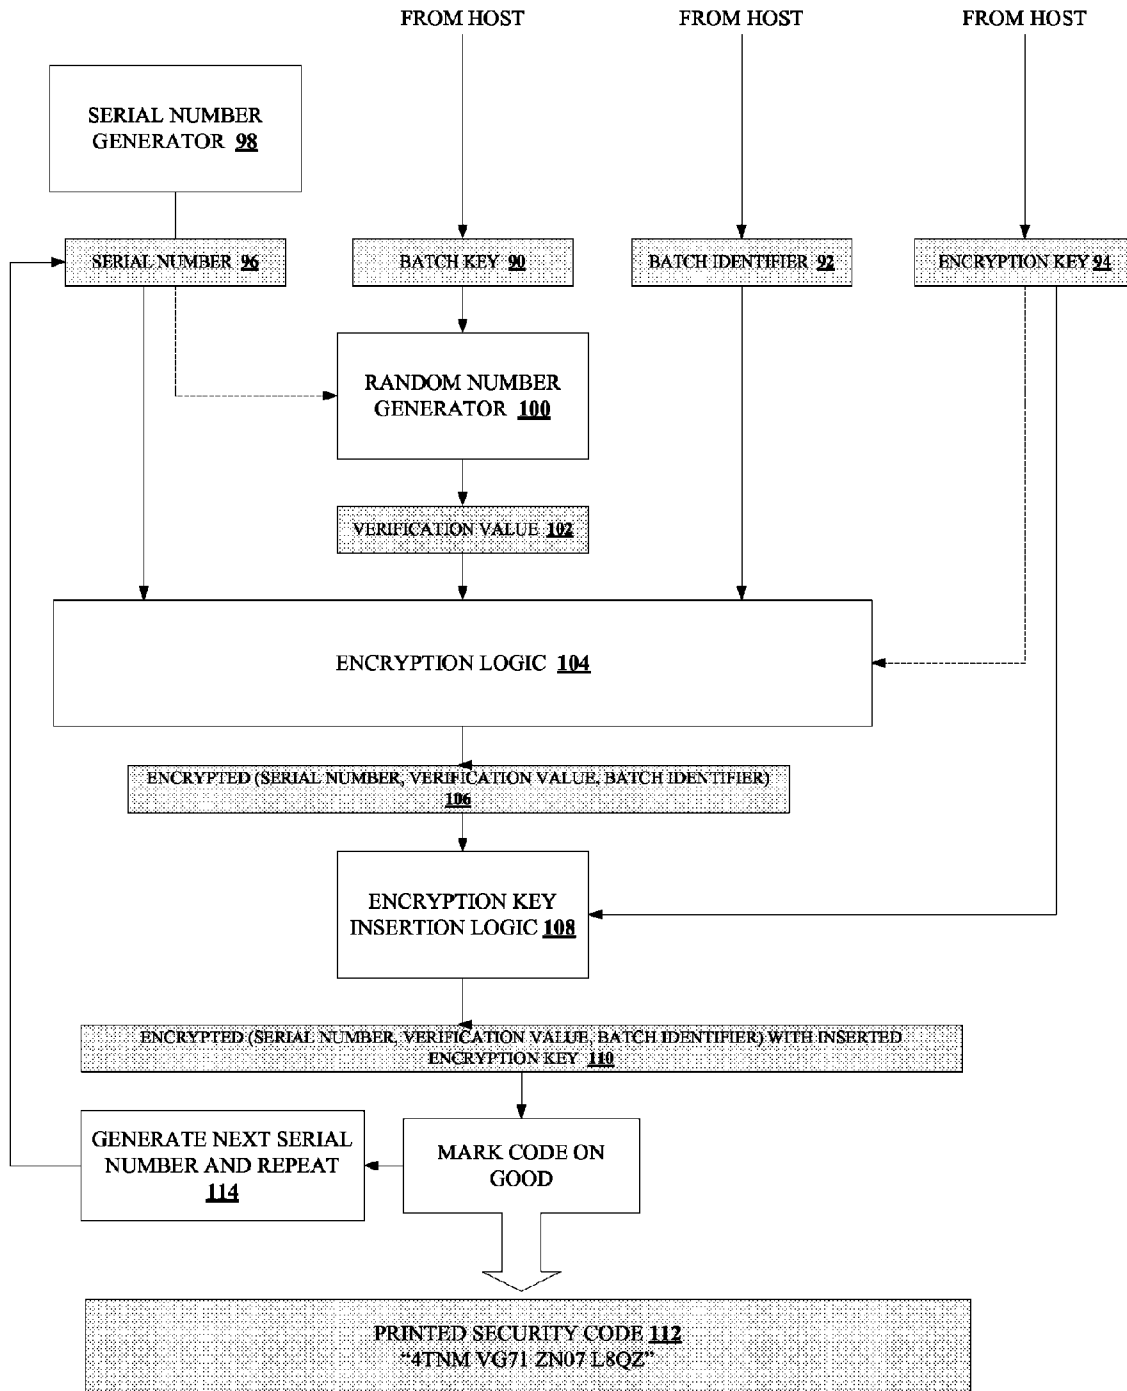 FROM HOST
FROM HOST
FROM HOST
SERIAL NUMBER
GENERATOR 98
SERIAL NUMBER 96
BATCH KEY 90
BATCH IDENTIFIER 92
ENCRYPTION KEY 94
RANDOM NUMBER
GENERATOR 100
VERIFICATION VALUE 102
ENCRYPTION LOGIC 104
ENCRYPTED (SERIAL NUMBER, VERIFICATION VALUE, BATCH IDENTIFIER)
106
ENCRYPTION KEY
INSERTION LOGIC 108
ENCRYPTED (SERIAL NUMBER, VERIFICATION VALUE, BATCH IDENTIFIER) WITH INSERTED
ENCRYPTION KEY 110
GENERATE NEXT SERIAL
NUMBER AND REPEAT
114
MARK CODE ON
GOOD
PRINTED SECURITY CODE 112
“4TNM VG71 ZN07 L8QZ”